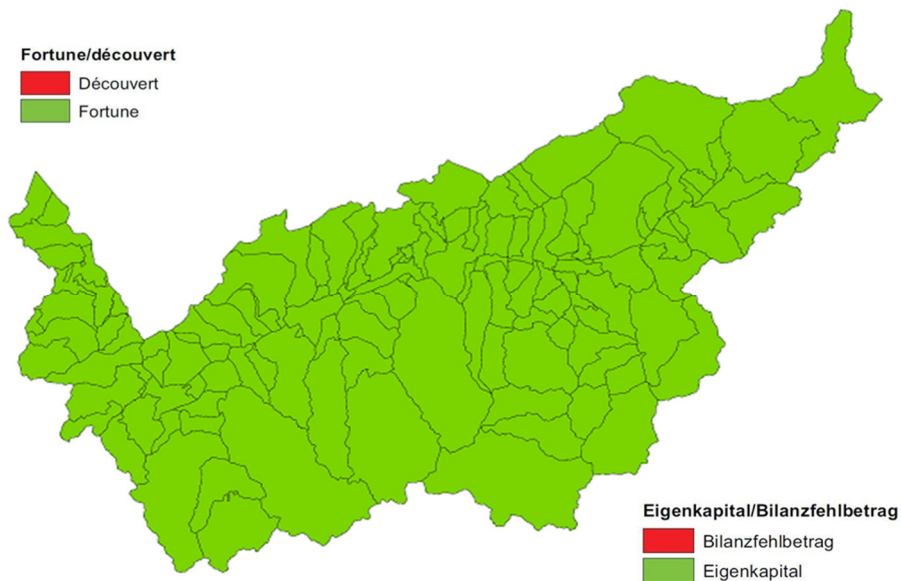 Fortune/découvert
Découvert
Fortune
Eigenkapital/Bilanzfehlbetrag
Bilanzfehlbetrag
Eigenkapital